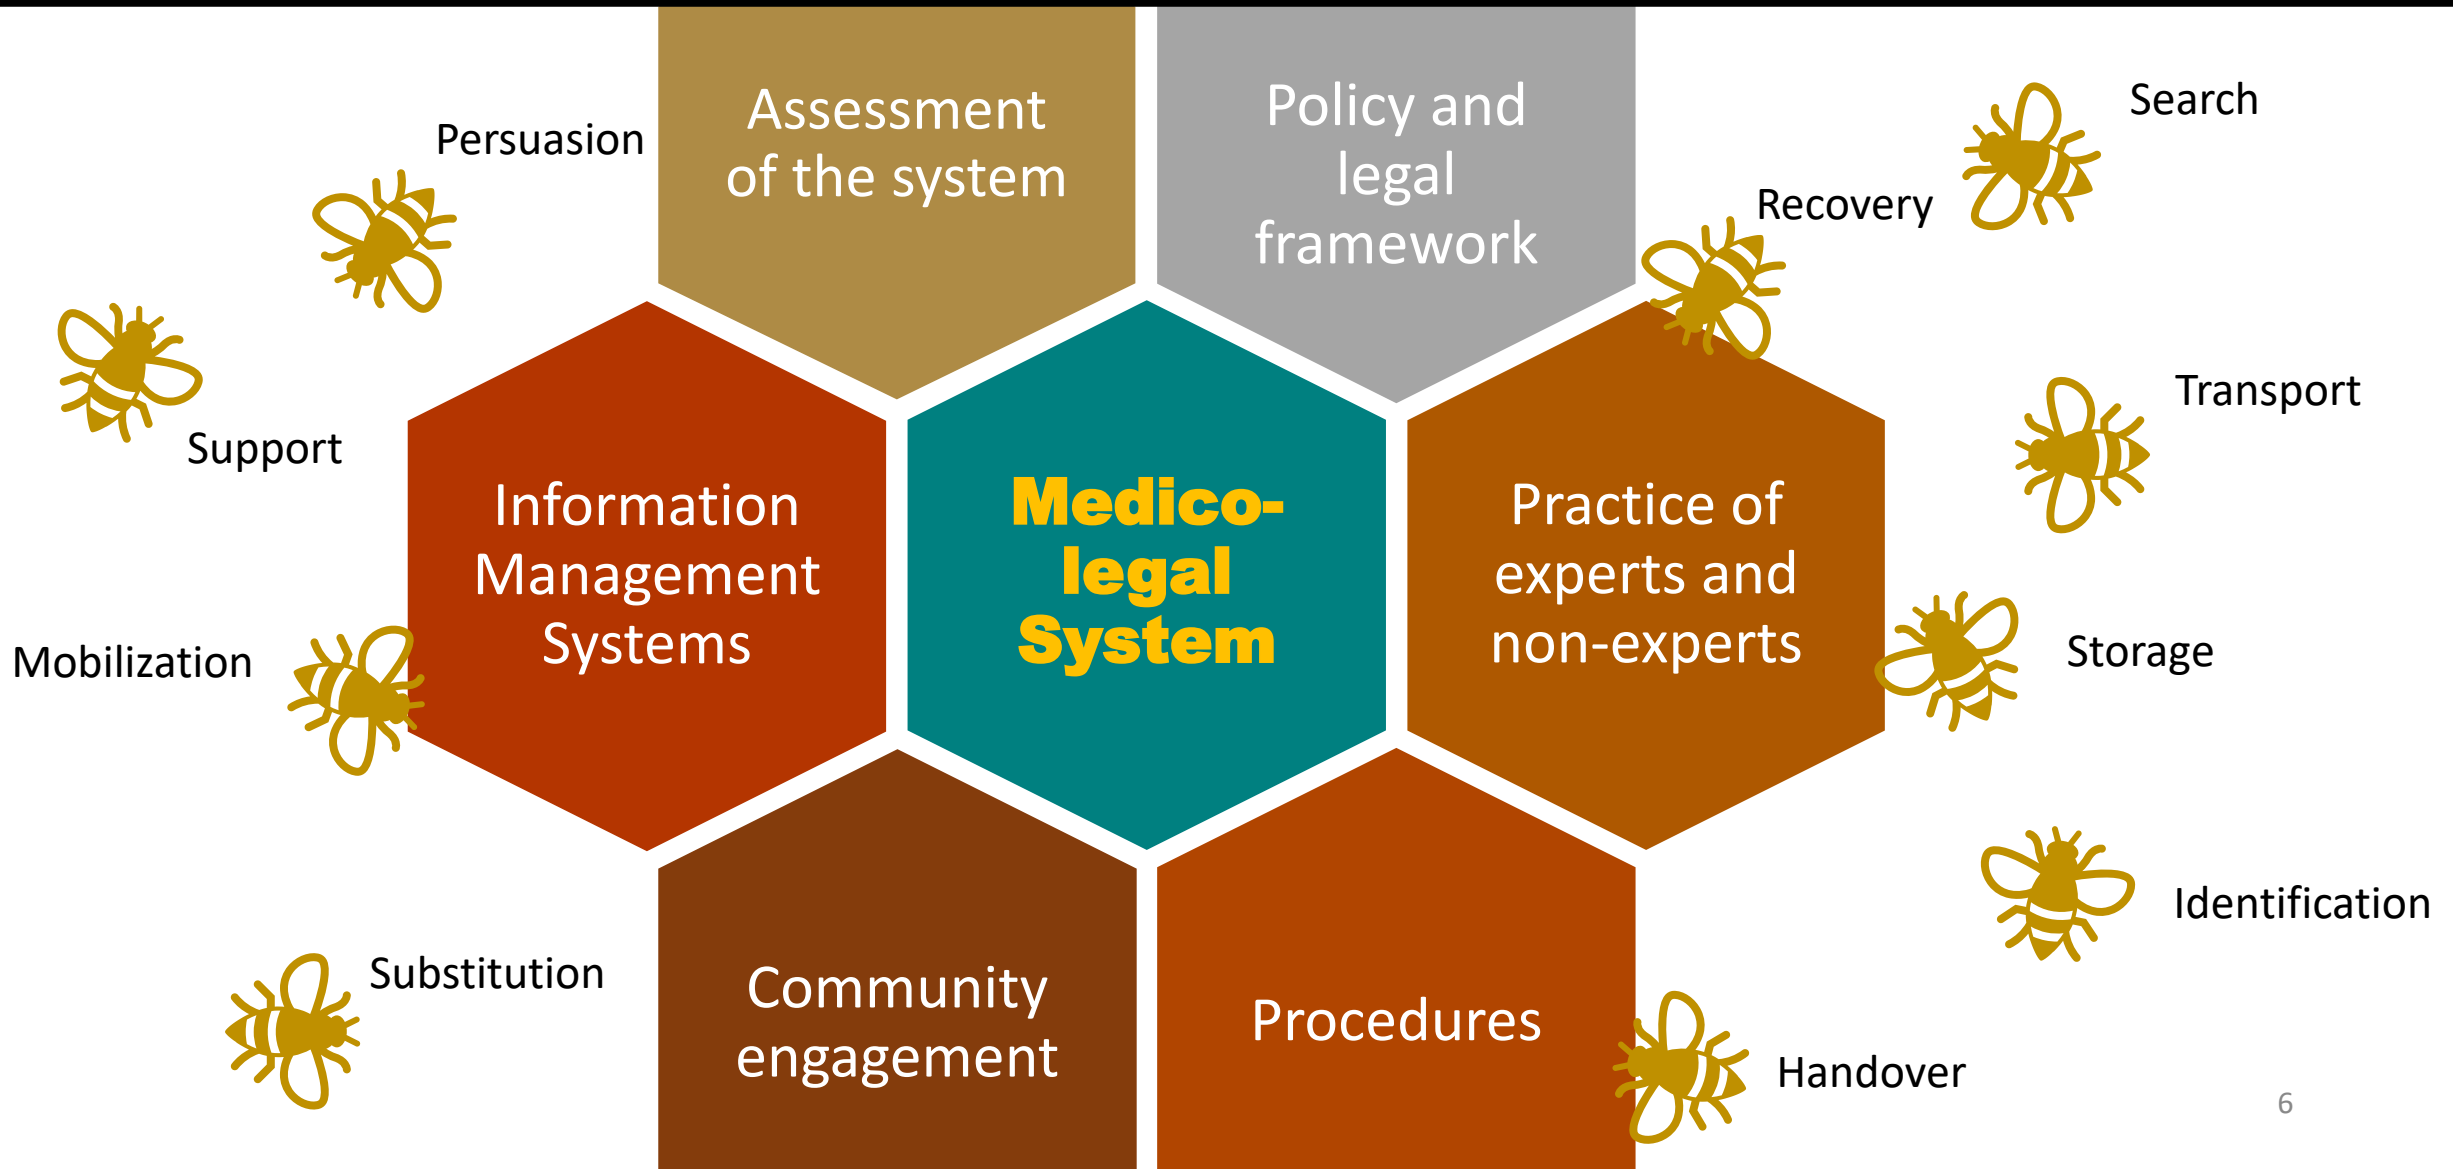 Persuasion
Support
Mobilization
Substitution
Assessment
of the system
Policy and
legal
framework
Information
Management
Systems
Medico-
legal
System
Practice of
experts and
non-experts
Community
engagement
Procedures
Search
Recovery
Transport
Storage
Identification
Handover
6